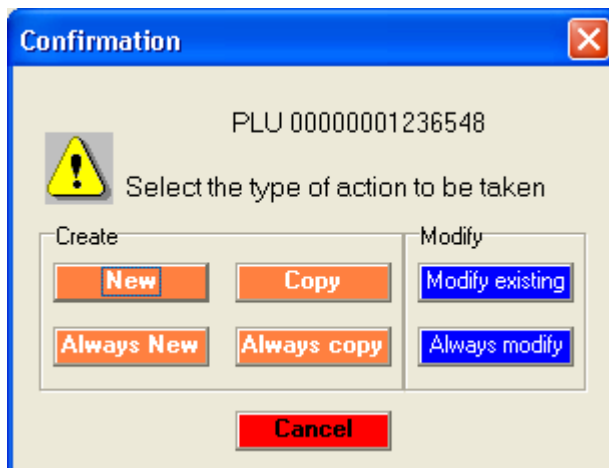 Confirmation
PLU 00000001236548
Select the type of action to be taken
Create
Modify
New
Copy
Modify existing
Always New
Always copy
Always modify
Cancel